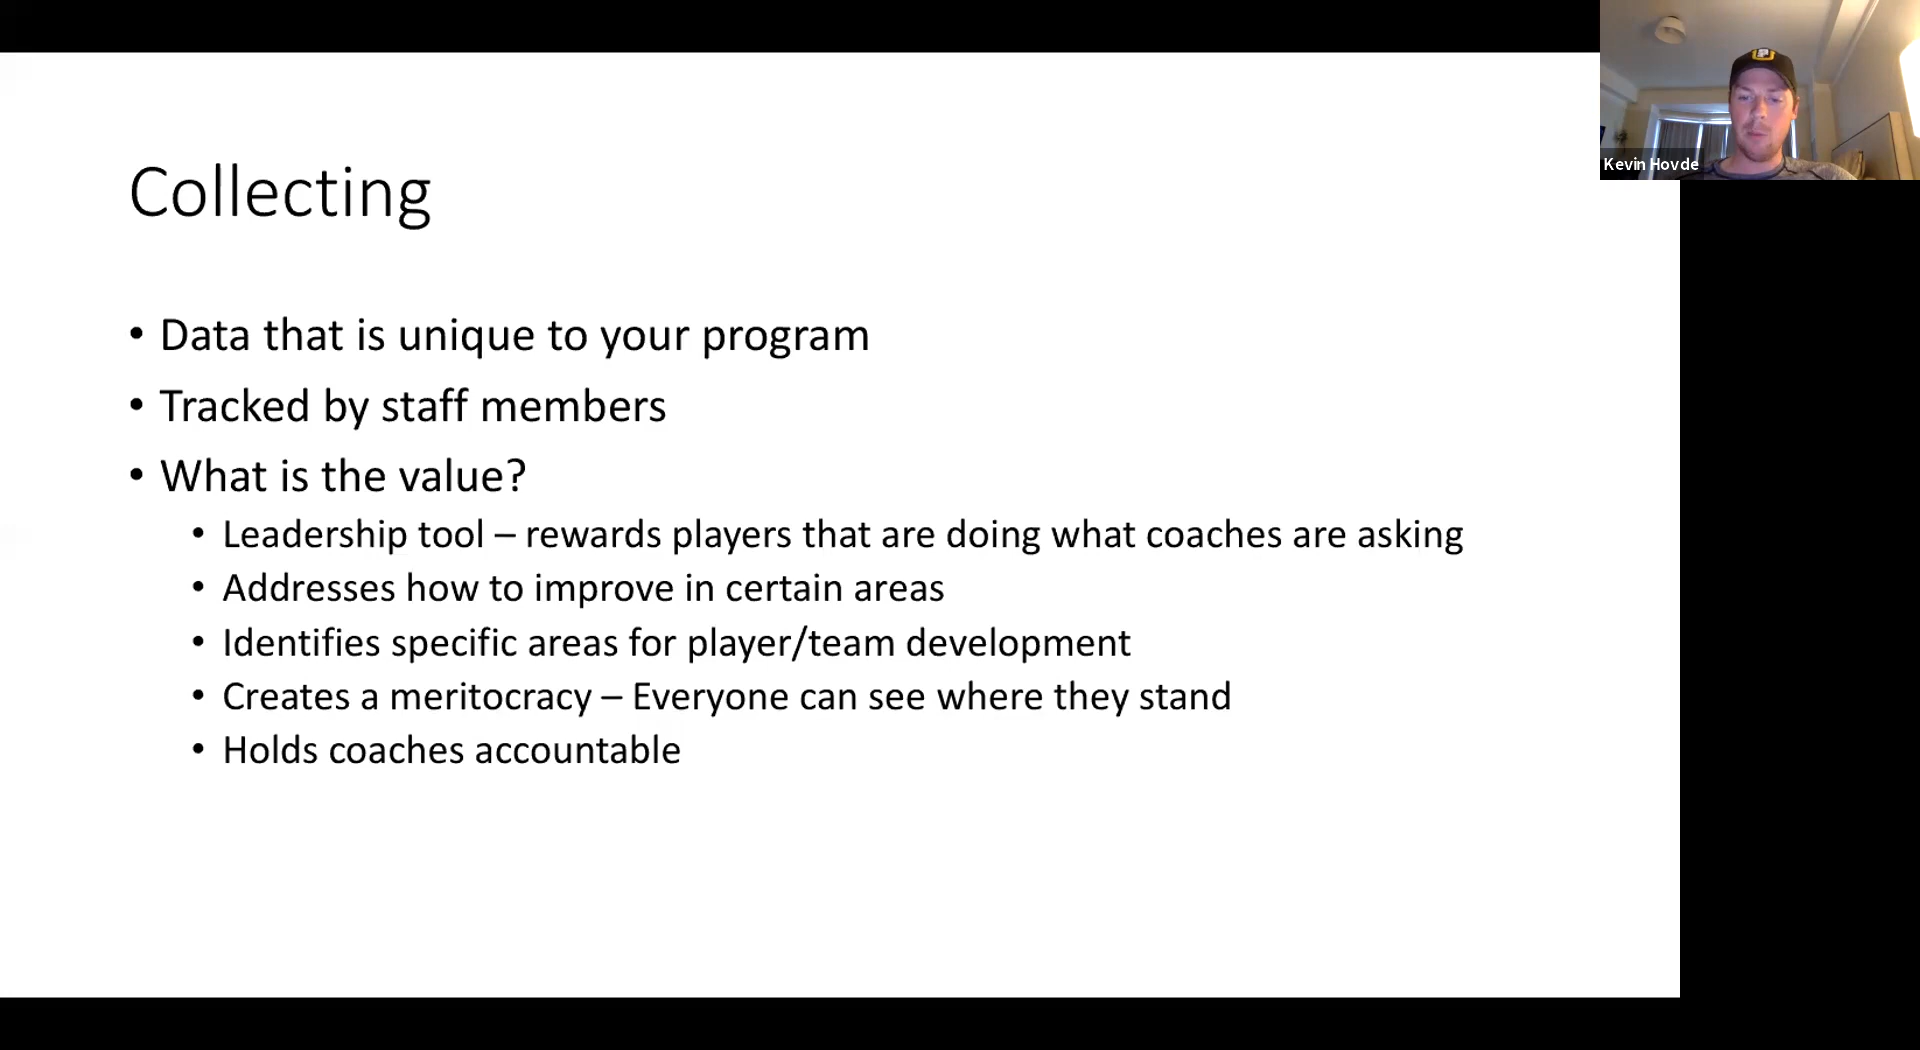 Collecting
• Data that is unique to your program
• Tracked by staff members
• What is the value?
• Leadership tool – rewards players that are doing what coaches are asking
• Addresses how to improve in certain areas
• Identifies specific areas for player/team development
• Creates a meritocracy – Everyone can see where they stand
• Holds coaches accountable
Kevin Hovde